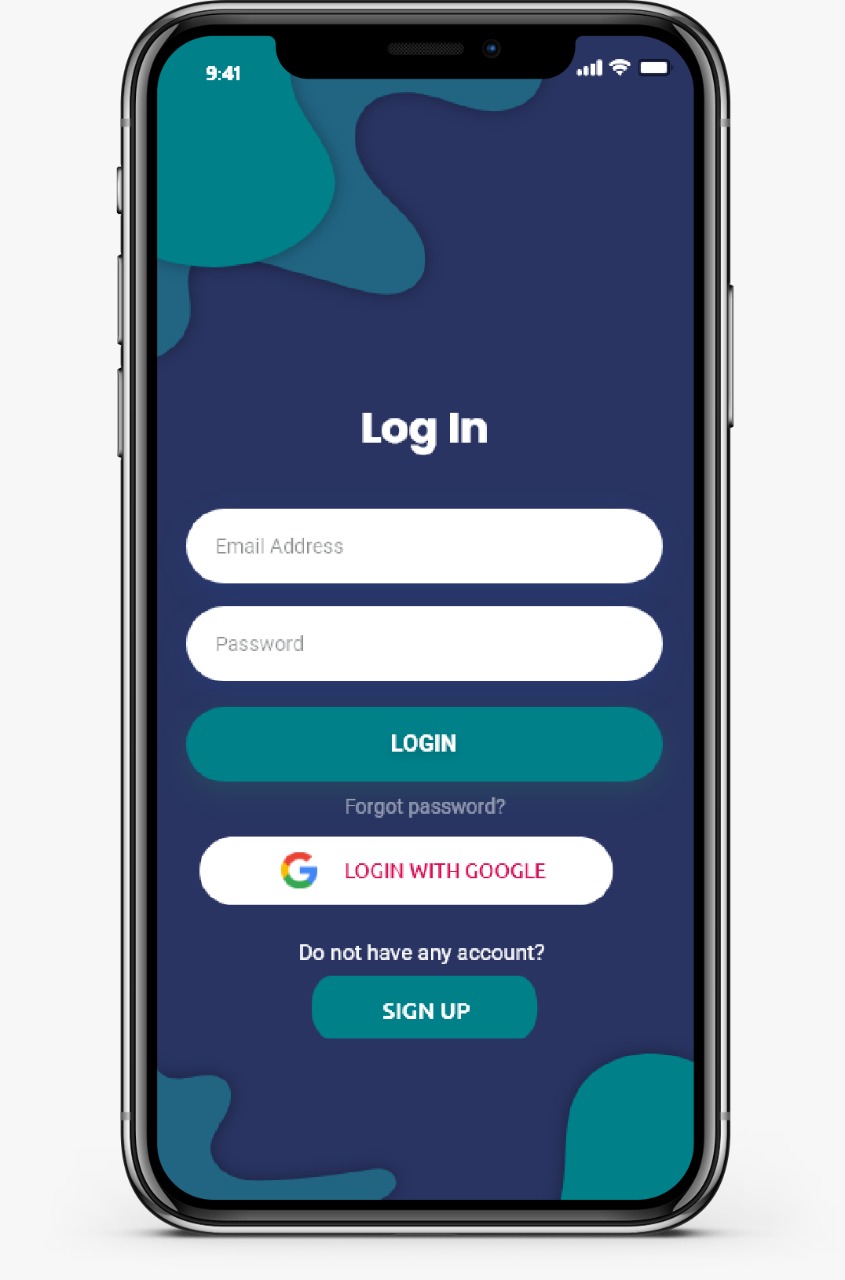 9:41
Log In
Email Address
Password
LOGIN
Forgot password?
LOGIN WITH GOOGLE
Do not have any account?
SIGN UP